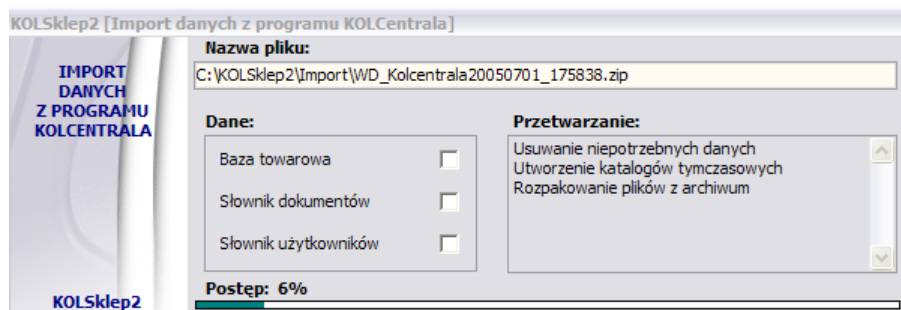 KOLSklep2 [Import danych z programu KOLCentrala]
IMPORT
DANYCH
Z PROGRAMU
KOLCENTRALA
Nazwa pliku:
C:\KOLSklep2\Import\WD_Kolcentrala20050701_175838.zip
Dane:
Baza towarowa
Słownik dokumentów
Słownik użytkowników
Przetwarzanie:
Usuwanie niepotrzebnych danych
Utworzenie katalogów tymczasowych
Rozpakowanie plików z archiwum
Postęp: 6%
KOLSklep2